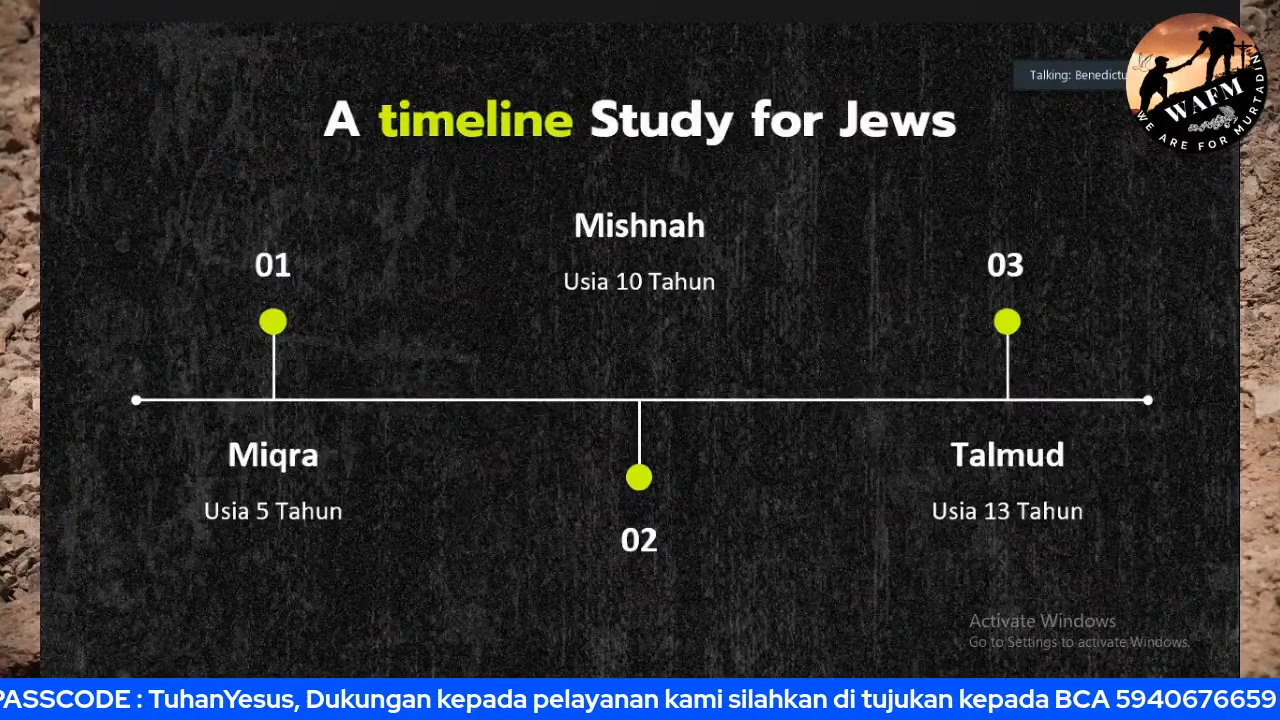 A timeline Study for Jews
Talking: Benedictu
WAFM
WE ARE FOR MURTADIN
Mishnah
Usia 10 Tahun
01
03
Miqra
Usia 5 Tahun
Talmud
Usia 13 Tahun
02
Activate Windows
Go to Settings to activate Windows.
PASSCODE : TuhanYesus, Dukungan kepada pelayanan kami silahkan di tujukan kepada BCA 5940676659